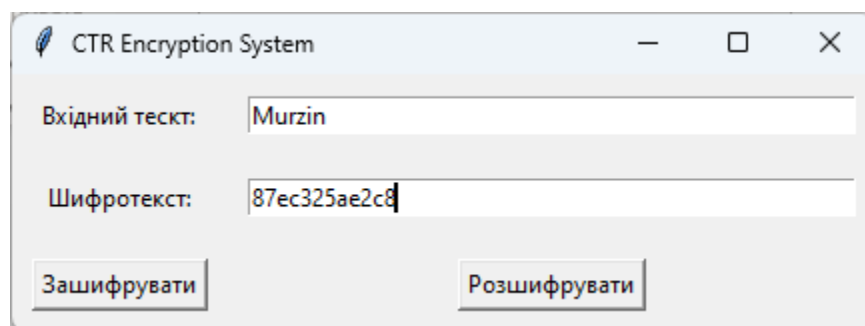 CTR Encryption System
Вхідний тескт: Murzin
Шифротекст: 87ec325ae2c8
Зашифрувати Розшифрувати